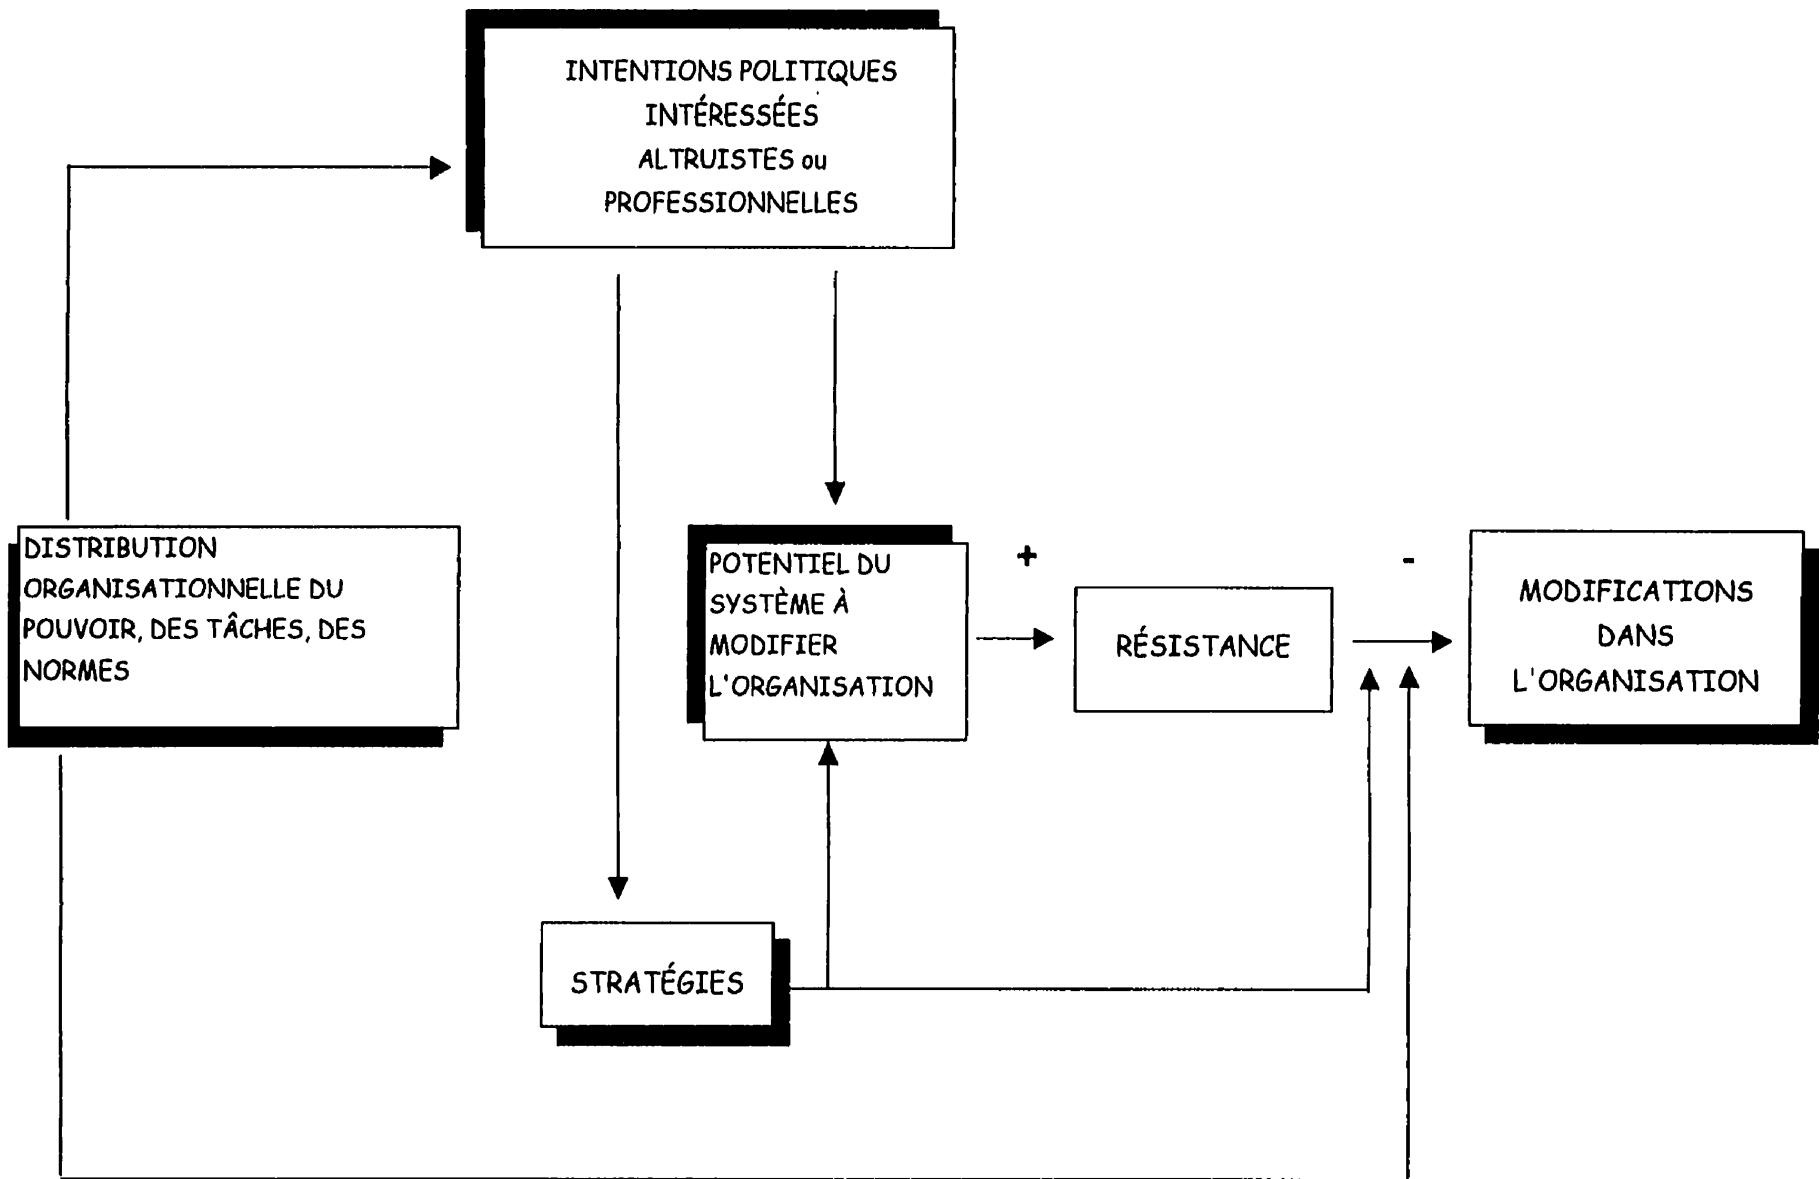 INTENTIONS POLITIQUES
INTÉRESSÉES
ALTRUISTES ou
PROFESSIONNELLES
DISTRIBUTION
ORGANISATIONNELLE DU
POUVOIR, DES TÂCHES, DES
NORMES
POTENTIEL DU
SYSTÈME À
MODIFIER
L'ORGANISATION
+
RÉSISTANCE
-
MODIFICATIONS
DANS
L'ORGANISATION
STRATÉGIES